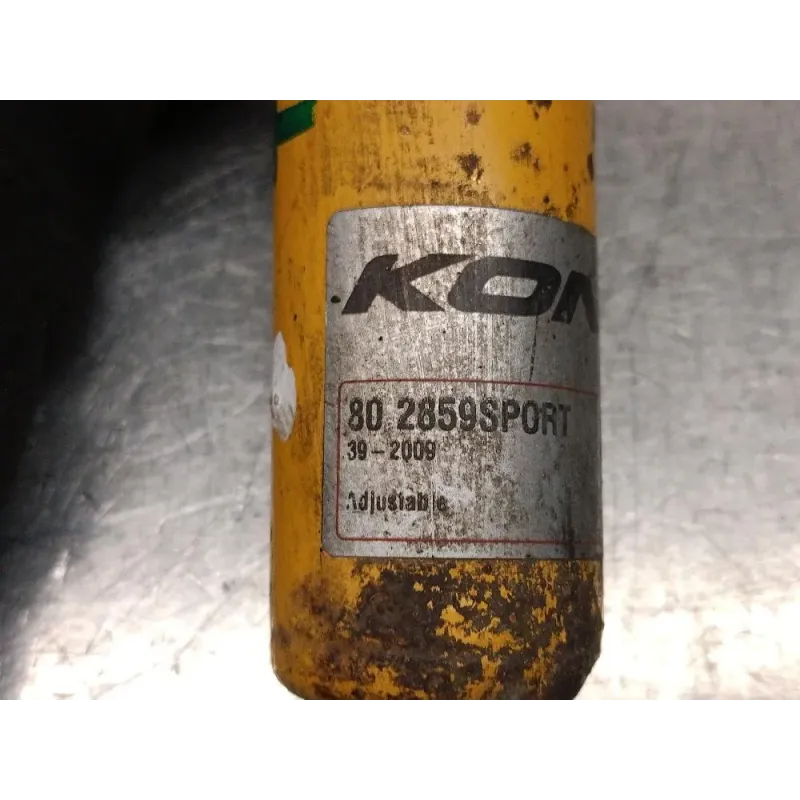 KON
80 2859SPORT
39-2009
Adjustable